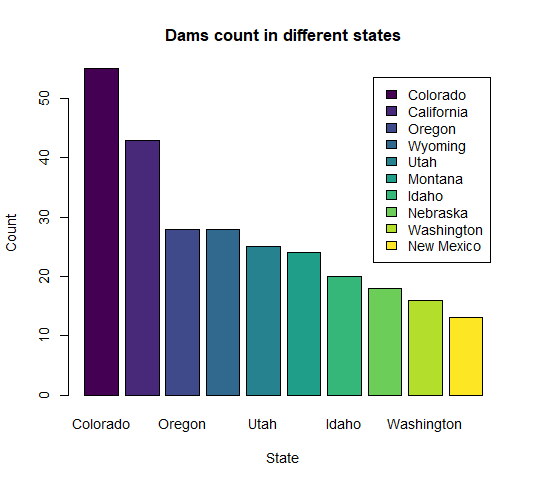 Dams count in different states
Colorado
California
Oregon
Wyoming
Utah
Montana
Idaho
Nebraska
Washington
New Mexico
Count
50
40
30
20
10
0
Colorado Oregon Utah Idaho Washington
State